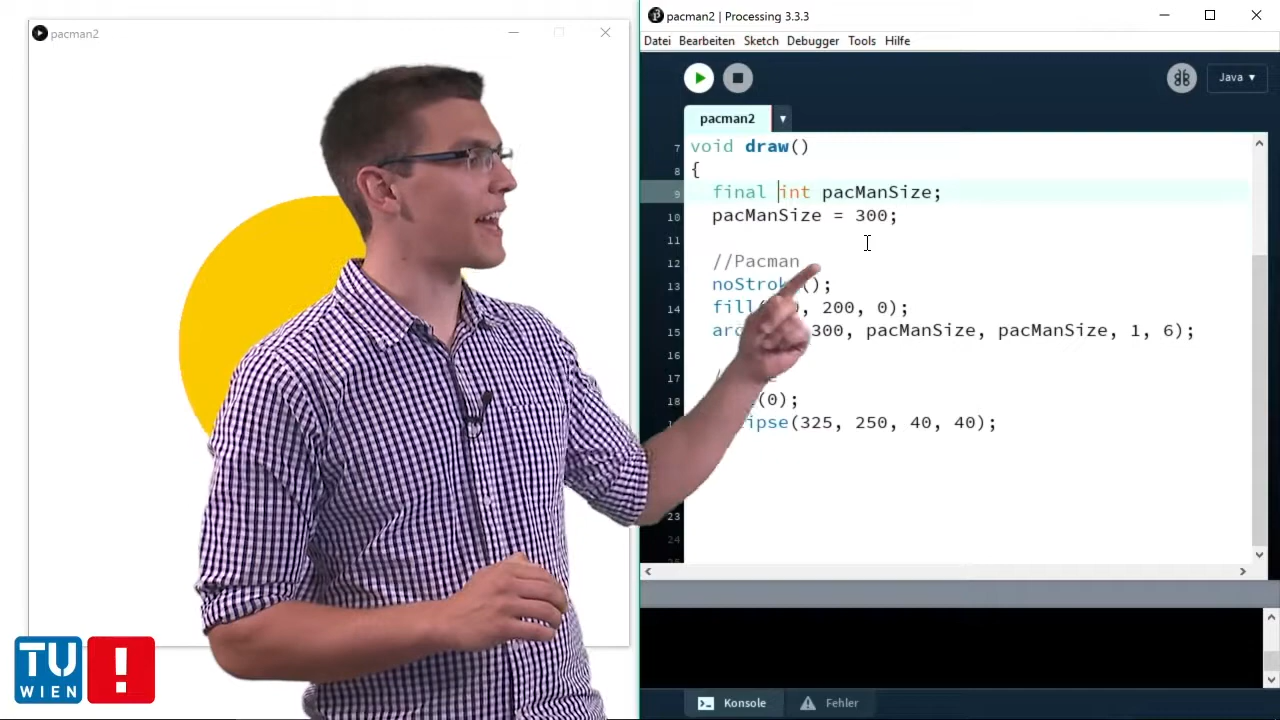 pacman2
pacman2 | Processing 3.3.3
Datei Bearbeiten Sketch Debugger Tools Hilfe
Java
pacman2
7 void draw()
8 {
9 final int pacManSize;
10 pacManSize = 300;
11
12 //Pacman
13 noStrok ();
14 fill( , 200, 0);
15 arc 300, pacManSize, pacManSize, 1, 6);
16
17 /
18 (0);
ipse(325, 250, 40, 40);
23
24
25
Konsole Fehler
TU
WIEN
!